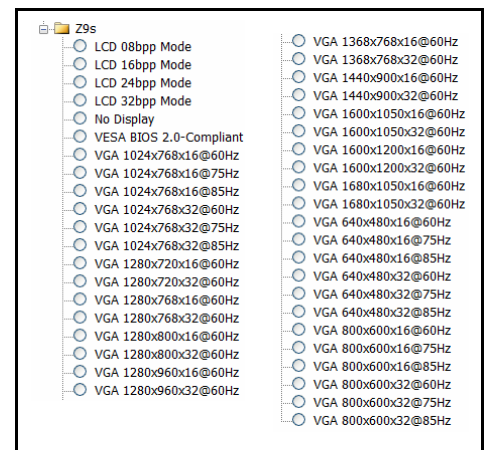 Z9s
LCD 08bpp Mode
LCD 16bpp Mode
LCD 24bpp Mode
LCD 32bpp Mode
No Display
VESA BIOS 2.0-Compliant
VGA 1024x768x16@60Hz
VGA 1024x768x16@75Hz
VGA 1024x768x16@85Hz
VGA 1024x768x32@60Hz
VGA 1024x768x32@75Hz
VGA 1024x768x32@85Hz
VGA 1280x720x16@60Hz
VGA 1280x720x32@60Hz
VGA 1280x768x16@60Hz
VGA 1280x768x32@60Hz
VGA 1280x800x16@60Hz
VGA 1280x800x32@60Hz
VGA 1280x960x16@60Hz
VGA 1280x960x32@60Hz
VGA 1368x768x16@60Hz
VGA 1368x768x32@60Hz
VGA 1440x900x16@60Hz
VGA 1440x900x32@60Hz
VGA 1600x1050x16@60Hz
VGA 1600x1050x32@60Hz
VGA 1600x1200x16@60Hz
VGA 1600x1200x32@60Hz
VGA 1680x1050x16@60Hz
VGA 1680x1050x32@60Hz
VGA 640x480x16@60Hz
VGA 640x480x16@75Hz
VGA 640x480x16@85Hz
VGA 640x480x32@60Hz
VGA 640x480x32@75Hz
VGA 640x480x32@85Hz
VGA 800x600x16@60Hz
VGA 800x600x16@75Hz
VGA 800x600x16@85Hz
VGA 800x600x32@60Hz
VGA 800x600x32@75Hz
VGA 800x600x32@85Hz